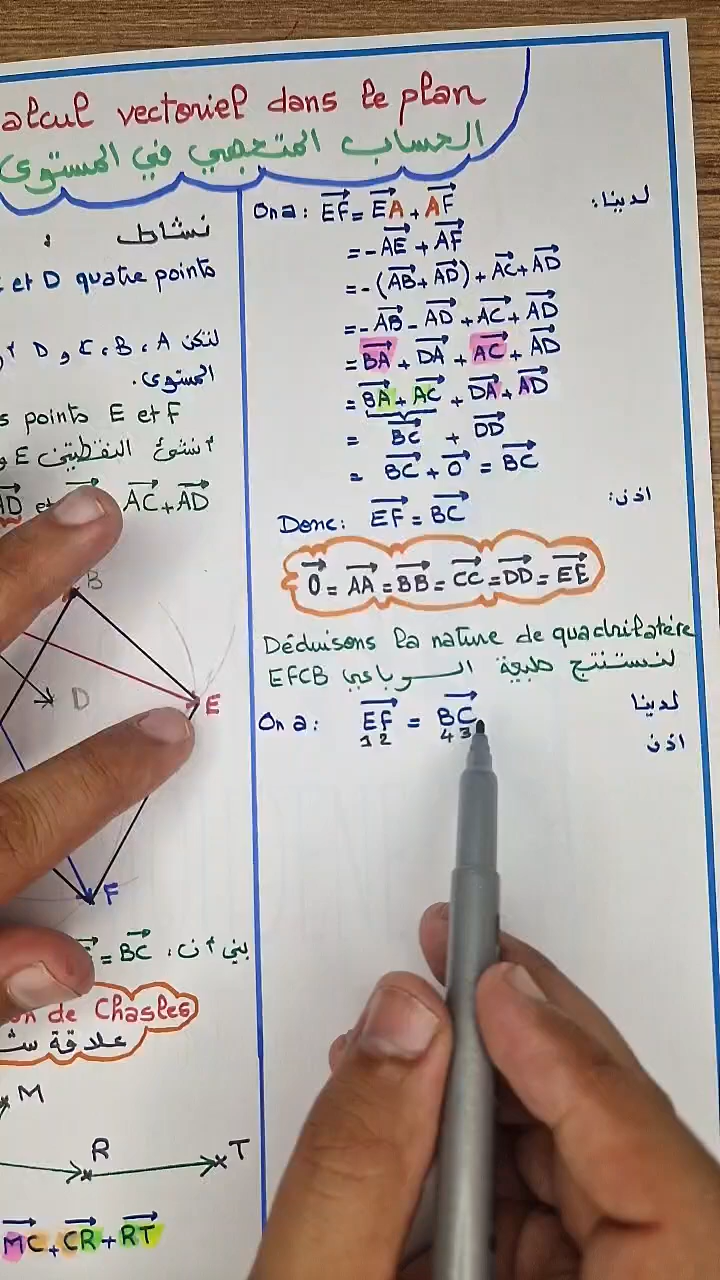 alcul vectoriel dans le plan
الحساب المتجهي في المستوى
نشاط :
et D quatre points
لتكن A ، B ، C و D
المستوى.
s points E et F
أنشئ النقطتين E و
AD et AC + AD
B
D
E
F
= BC بين أن:
on de Chasles
علاقة
M
R
T
MC + CR + RT
On a: EF = EA + AF لدينا:
= - AE + AF
= - (AB + AD) + AC + AD
= - AB - AD + AC + AD
= BA + DA + AC + AD
= BA + AC + DA + AD
= BC + DD
= BC + 0 = BC
Donc: EF = BC اذن:
0 = AA = BB = CC = DD = EE
Déduisons la nature de quadrilatére
EFCB لنستنتج طبيعة الرباعي
On a: EF = BC لدينا
1 2 4 3
اذن